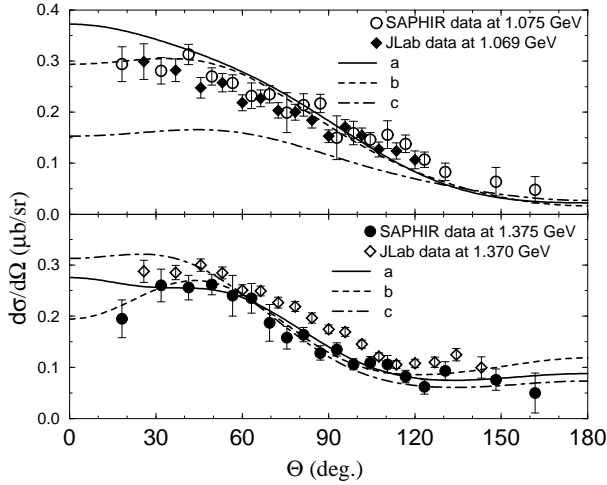 0.4
SAPHIR data at 1.075 GeV
JLab data at 1.069 GeV
0.3
a
b
c
0.2
0.1
0.0
SAPHIR data at 1.375 GeV
JLab data at 1.370 GeV
a
0.3
b
c
0.2
0.1
0.0
dσ/dΩ (μb/sr)
0 30 60 90 120 150 180
Θ (deg.)